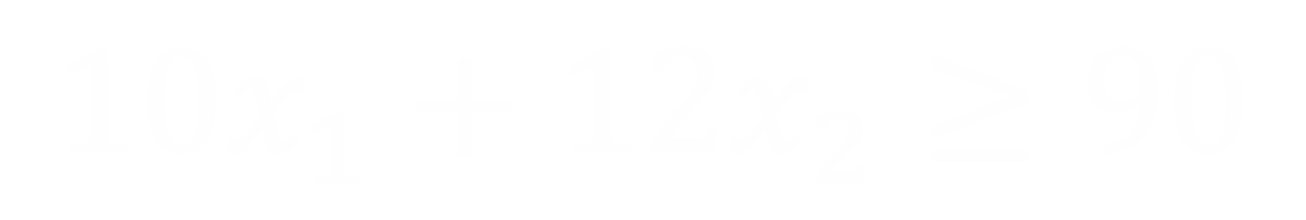 10x₁ + 12x₂ ≥ 90